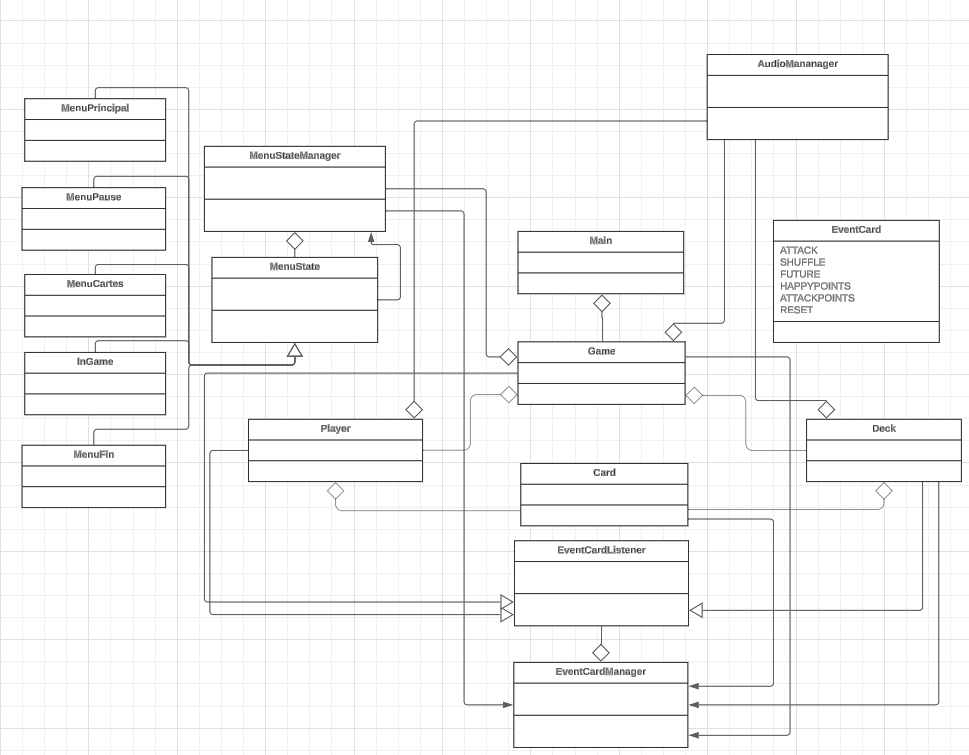 AudioMananager
MenuPrincipal
MenuStateManager
MenuPause
EventCard
Main
ATTACK
SHUFFLE
FUTURE
HAPPYPOINTS
ATTACKPOINTS
RESET
MenuState
MenuCartes
Game
InGame
Player
Deck
MenuFin
Card
EventCardListener
EventCardManager